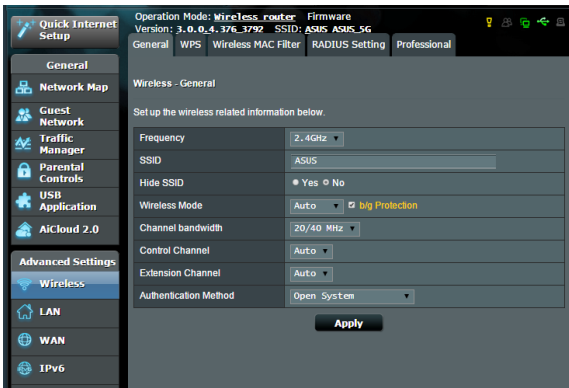 Quick Internet
Setup
General
Network Map
Guest
Network
Traffic
Manager
Parental
Controls
USB
Application
AiCloud 2.0
Advanced Settings
Wireless
LAN
WAN
IPv6
Operation Mode: Wireless router Firmware
Version: 3.0.0.4.376_3792 SSID: ASUS ASUS_5G
General WPS Wireless MAC Filter RADIUS Setting Professional
Wireless - General
Set up the wireless related information below.
Frequency 2.4GHz
SSID ASUS
Hide SSID Yes No
Wireless Mode Auto b/g Protection
Channel bandwidth 20/40 MHz
Control Channel Auto
Extension Channel Auto
Authentication Method Open System
Apply